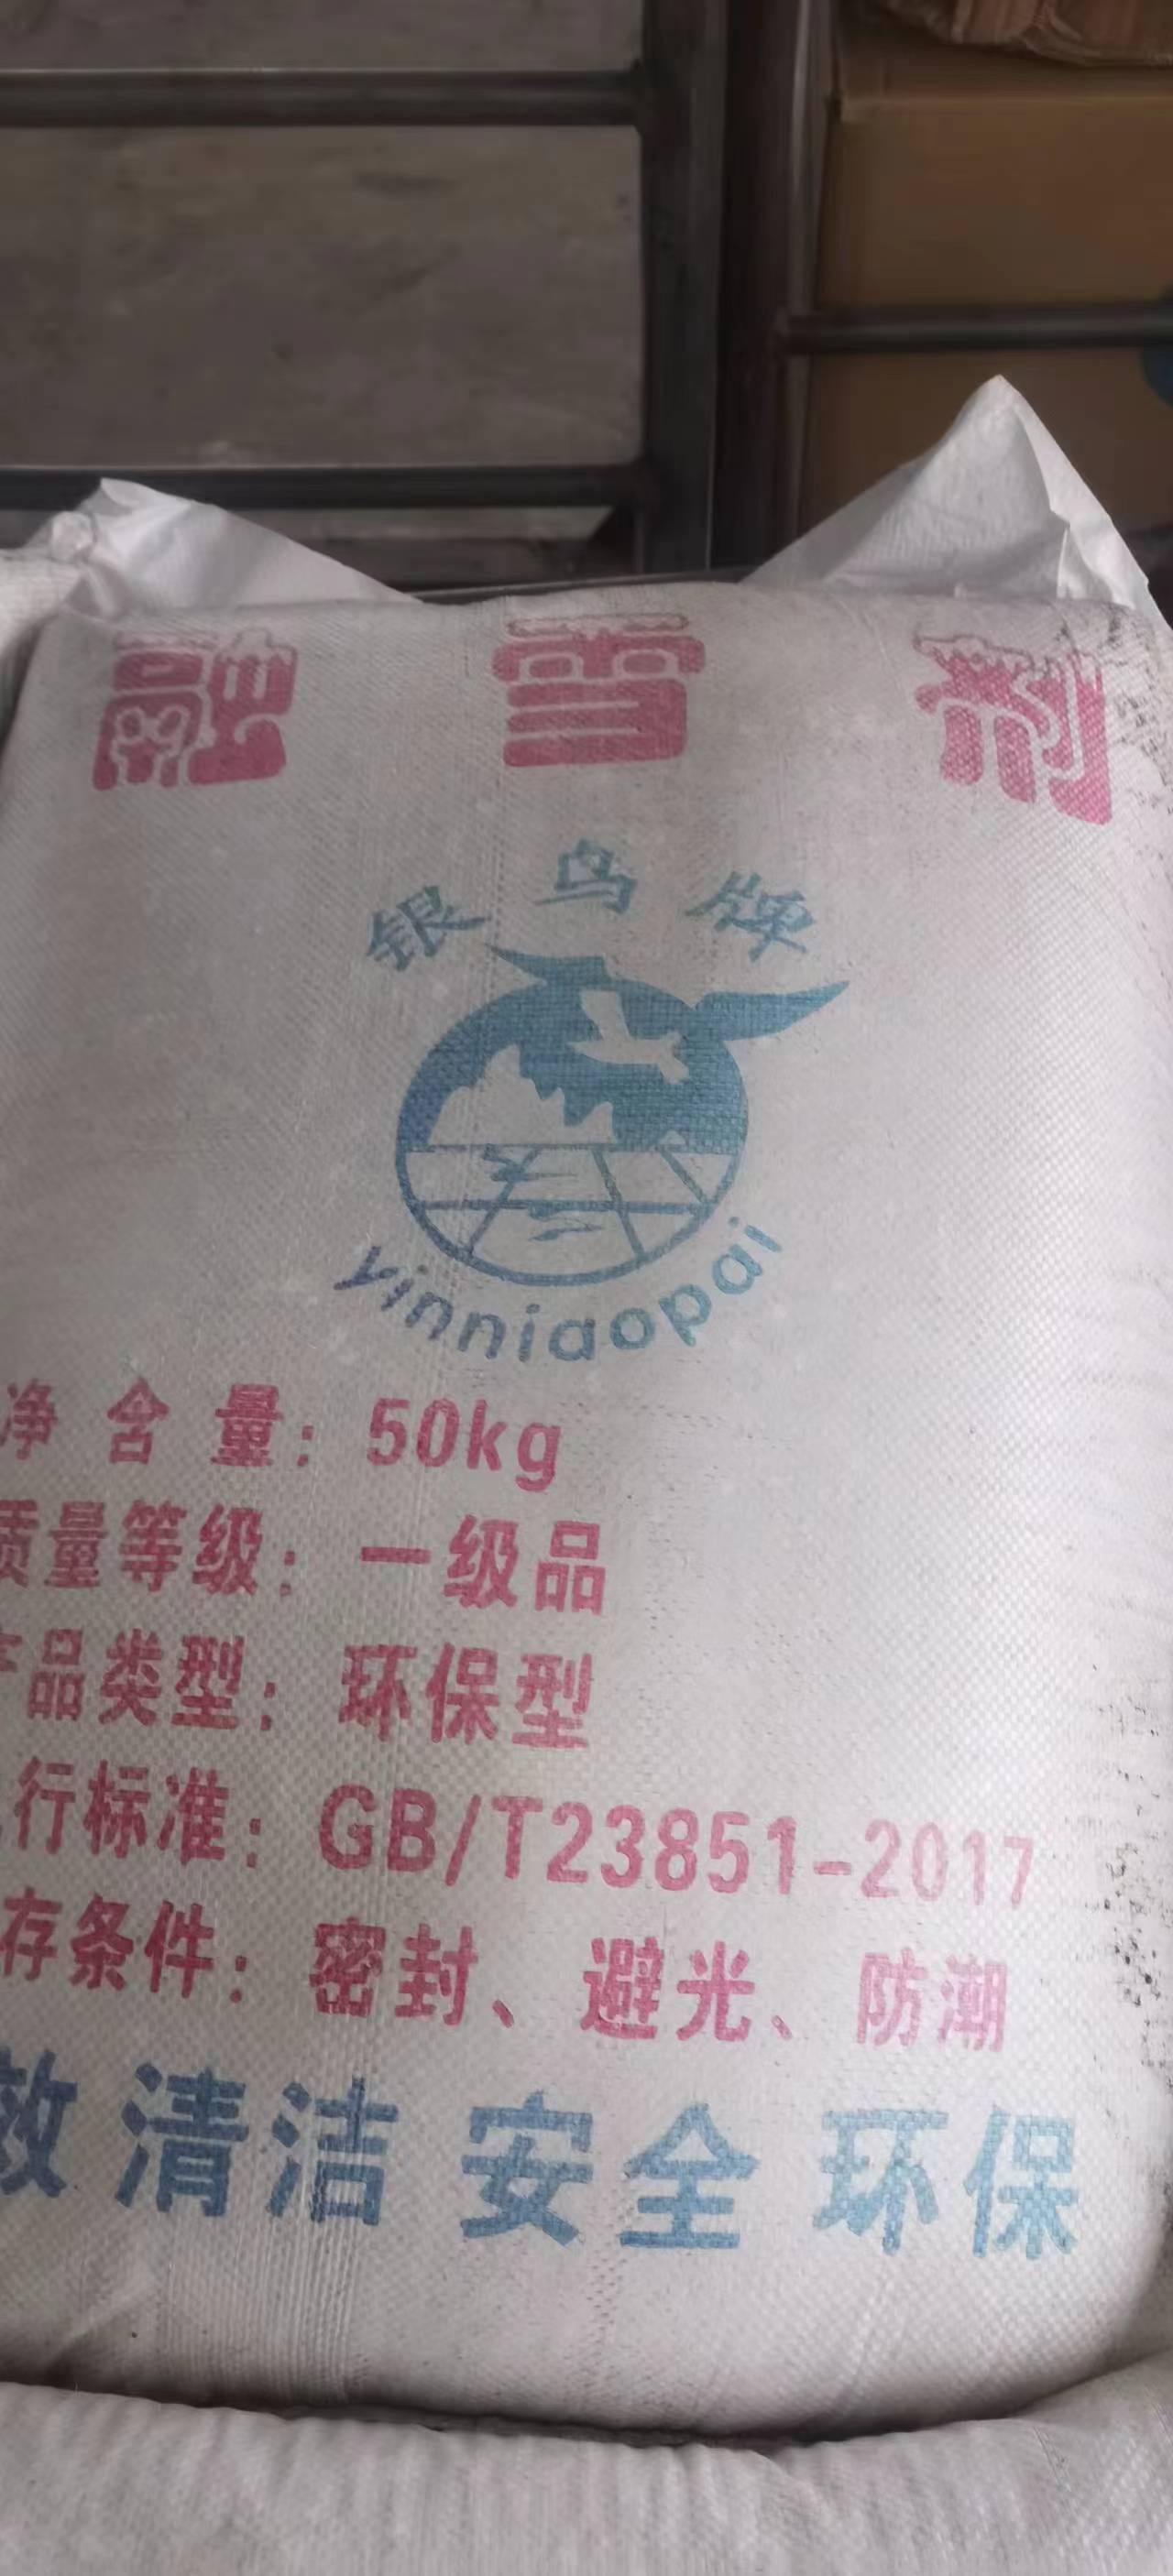 融雪剂
银鸟牌
yinniaopai
净含量：50kg
质量等级：一级品
产品类型：环保型
行标准：GB/T23851-2017
存条件：密封、避光、防潮
效 清洁 安全 环保